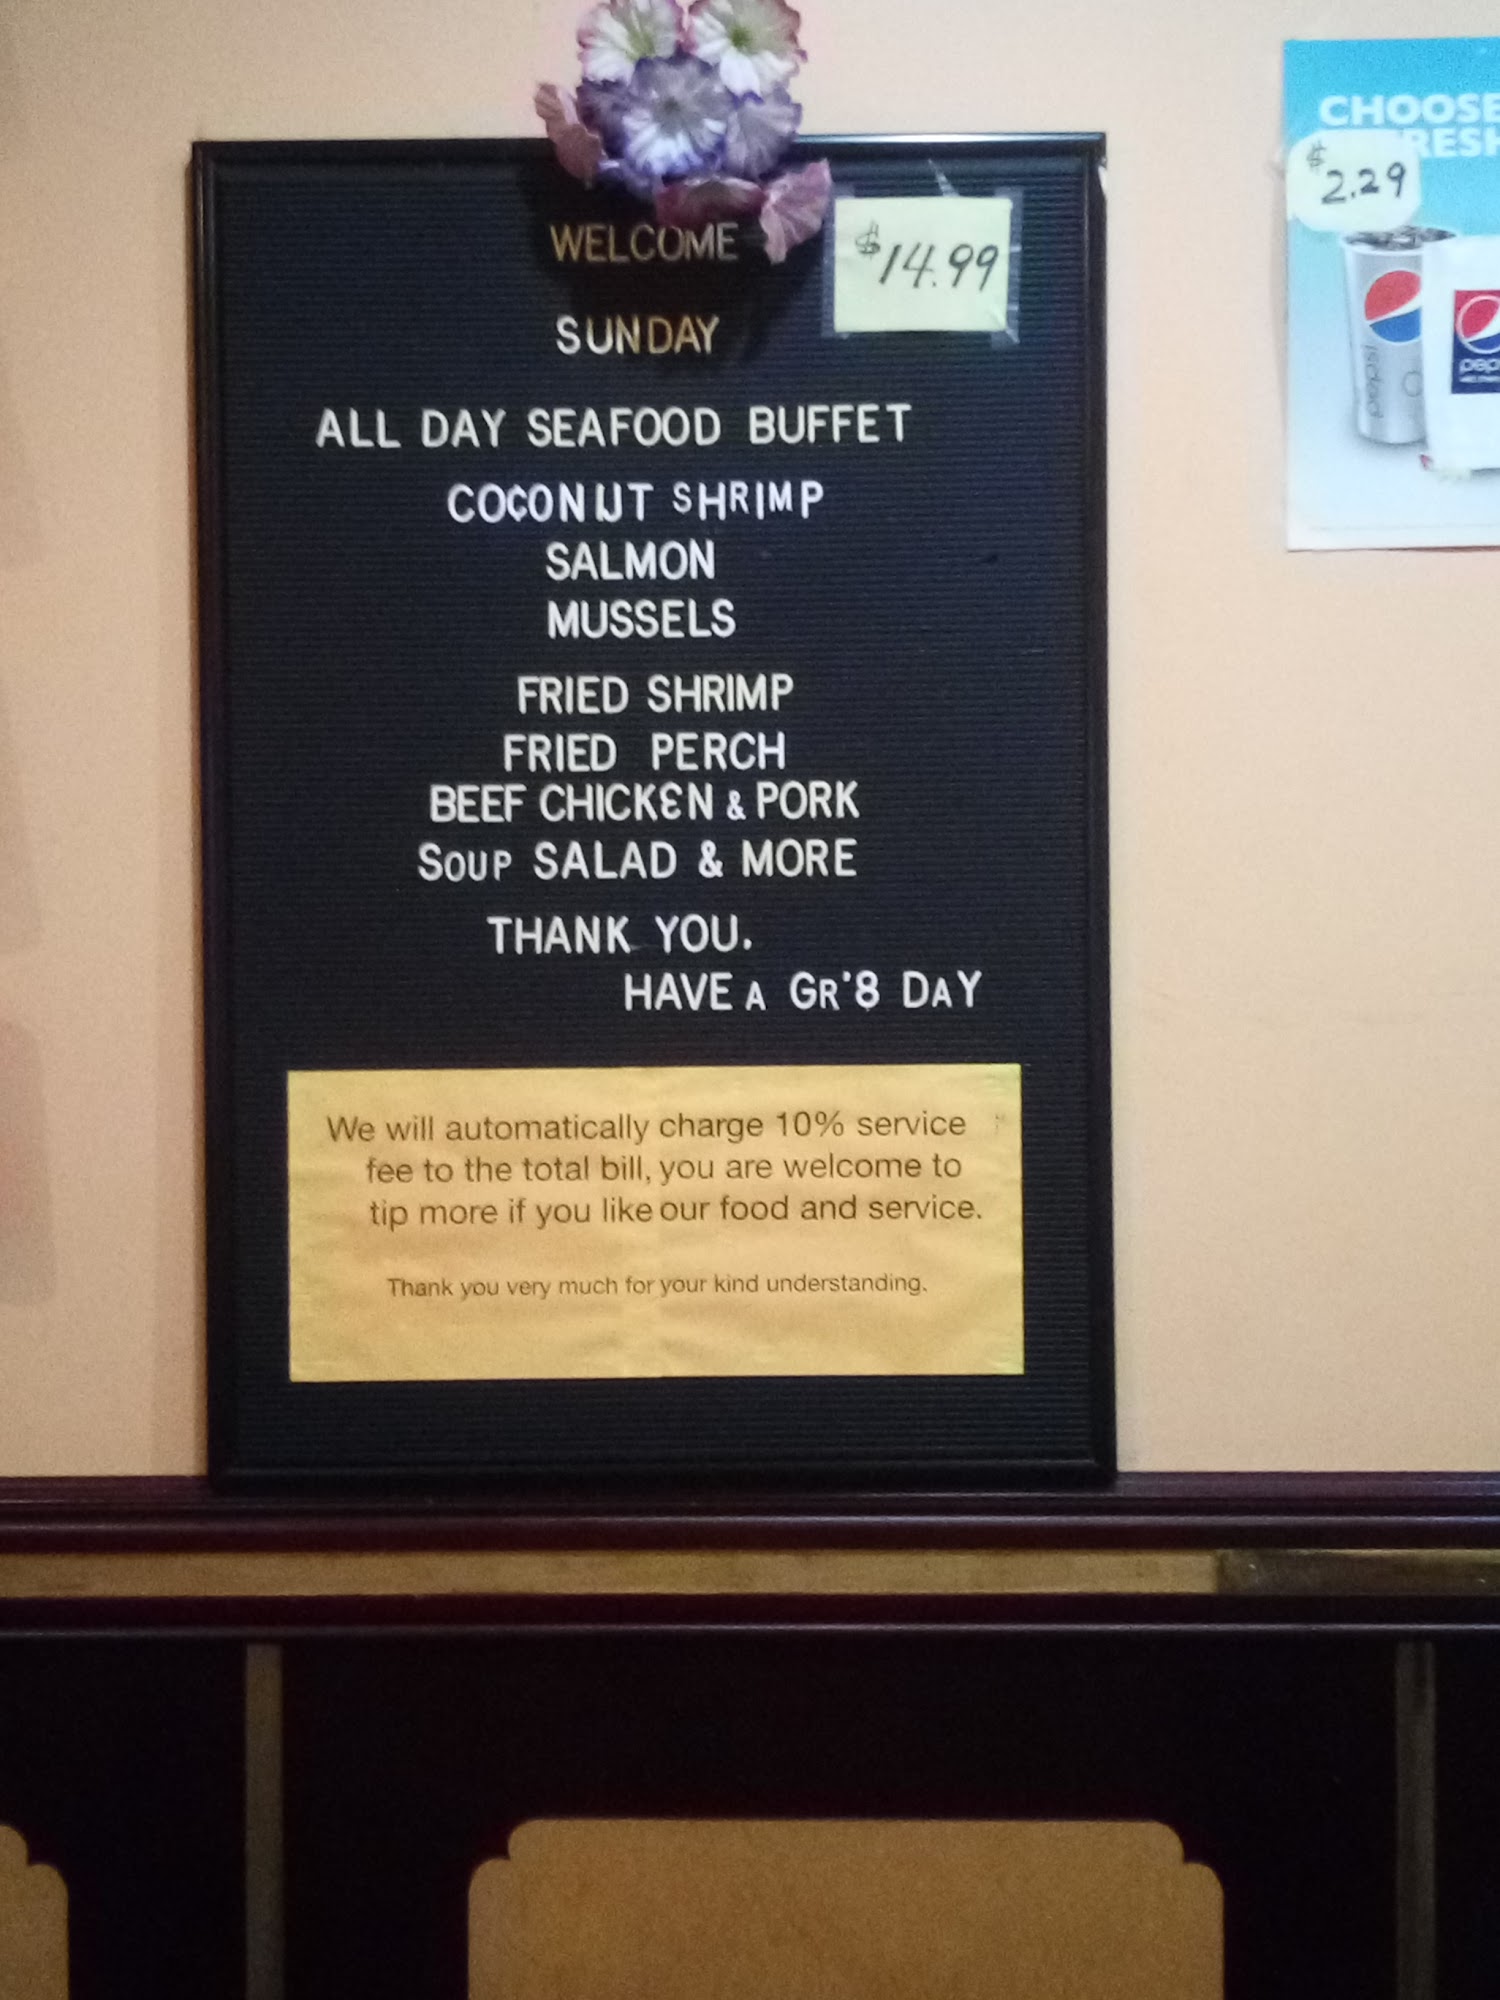 WELCOME
$14.99
SUNDAY
ALL DAY SEAFOOD BUFFET
COCONUT SHRIMP
SALMON
MUSSELS
FRIED SHRIMP
FRIED PERCH
BEEF CHICKEN & PORK
SOUP SALAD & MORE
THANK YOU.
HAVE A GR'8 DAY
We will automatically charge 10% service
fee to the total bill, you are welcome to
tip more if you like our food and service.
Thank you very much for your kind understanding.
CHOOSE
$2.29
pepsi